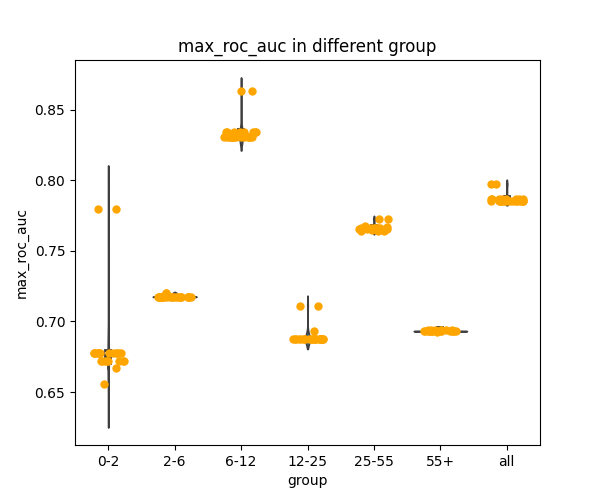 max_roc_auc in different group
max_roc_auc
0.85
0.80
0.75
0.70
0.65
0-2 2-6 6-12 12-25 25-55 55+ all
group